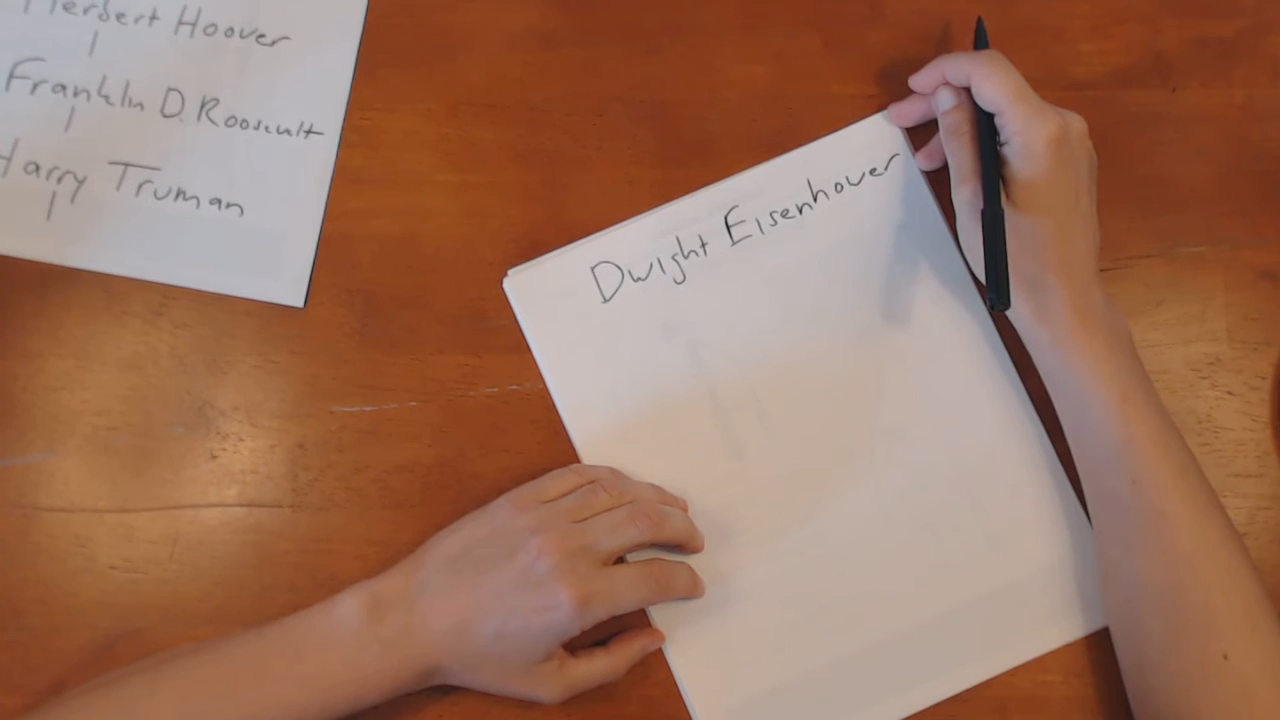 Herbert Hoover
Franklin D. Roosevelt
Harry Truman
Dwight Eisenhower